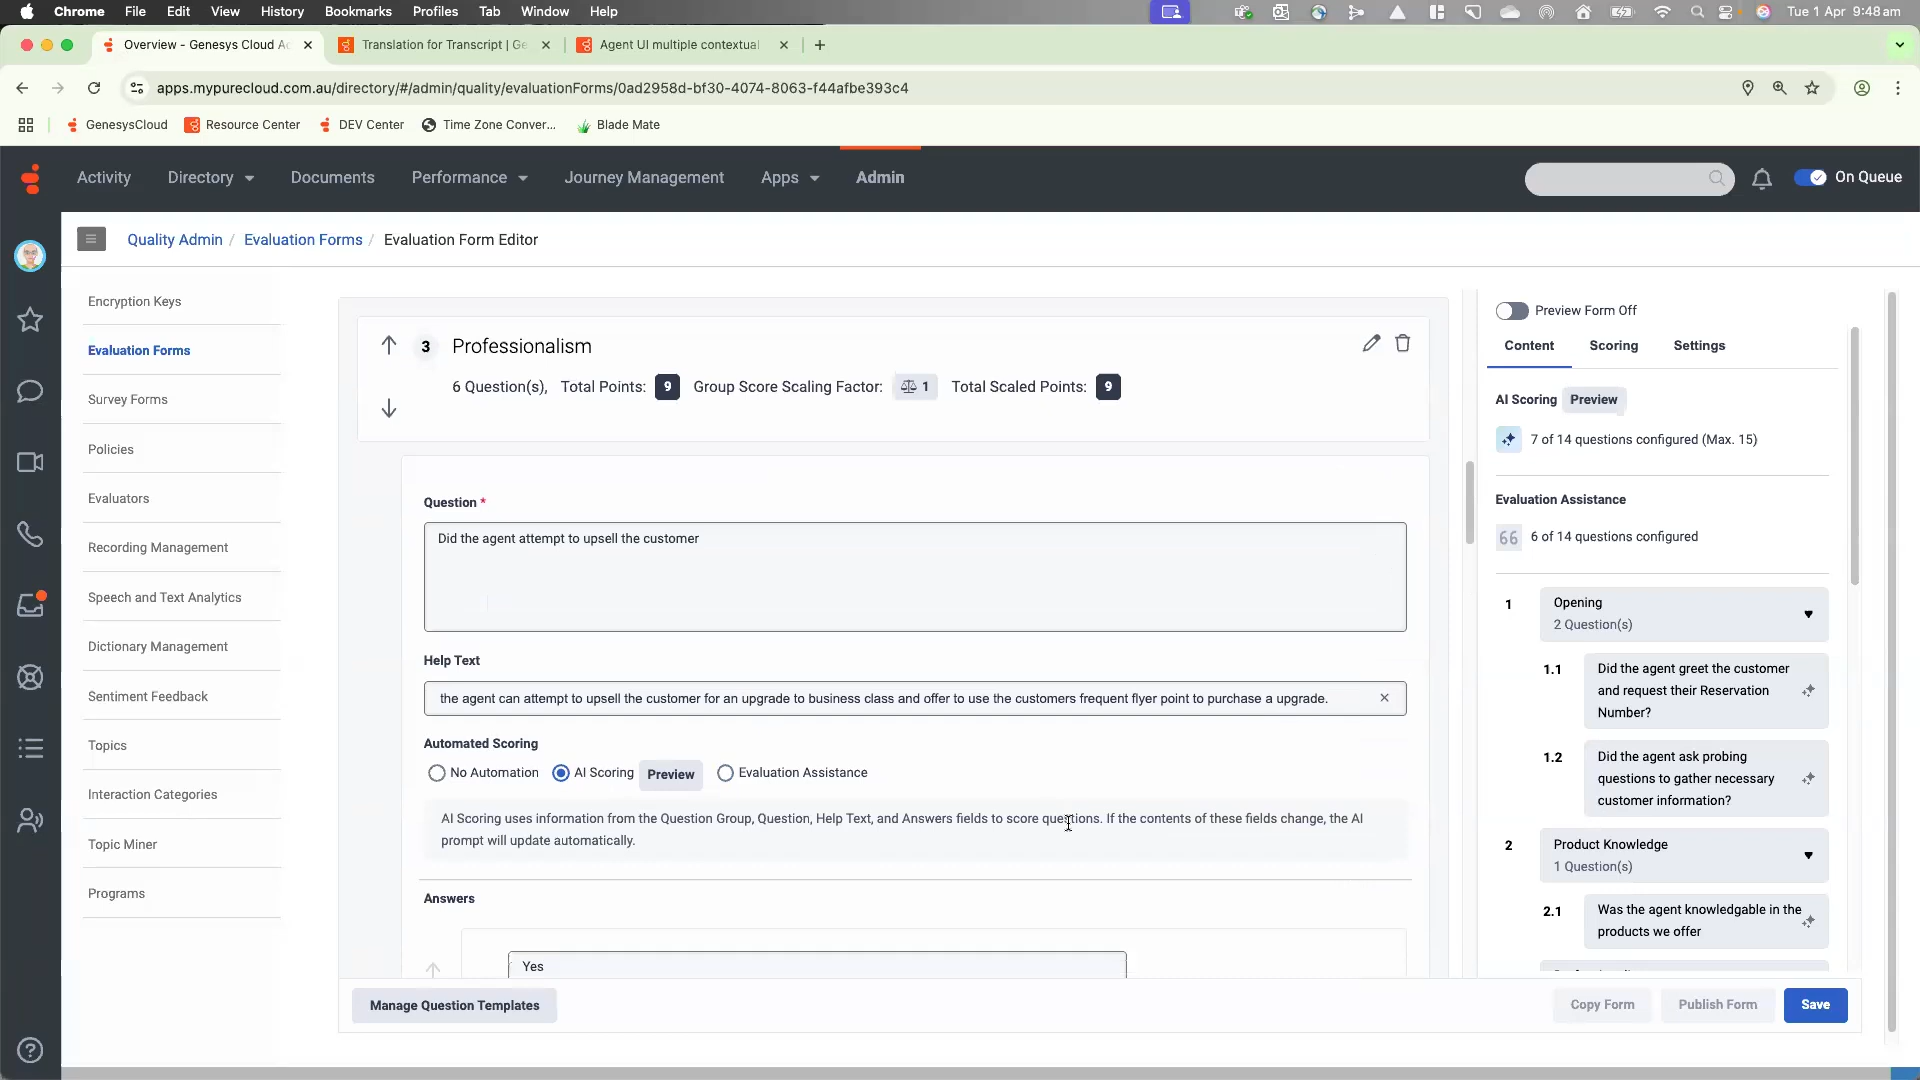 Chrome File Edit View History Bookmarks Profiles Tab Window Help Tue 1 Apr 9:48 am
Overview - Genesys Cloud Ad
Translation for Transcript | Ge
Agent UI multiple contextual
apps.mypurecloud.com.au/directory/#/admin/quality/evaluationForms/0ad2958d-bf30-4074-8063-f44afbe393c4
GenesysCloud Resource Center DEV Center Time Zone Conver... Blade Mate
Activity Directory Documents Performance Journey Management Apps Admin On Queue
Quality Admin / Evaluation Forms / Evaluation Form Editor
Encryption Keys
Evaluation Forms
Survey Forms
Policies
Evaluators
Recording Management
Speech and Text Analytics
Dictionary Management
Sentiment Feedback
Topics
Interaction Categories
Topic Miner
Programs
3 Professionalism
6 Question(s), Total Points: 9 Group Score Scaling Factor: 1 Total Scaled Points: 9
Question *
Did the agent attempt to upsell the customer
Help Text
the agent can attempt to upsell the customer for an upgrade to business class and offer to use the customers frequent flyer point to purchase a upgrade.
Automated Scoring
No Automation AI Scoring Preview Evaluation Assistance
AI Scoring uses information from the Question Group, Question, Help Text, and Answers fields to score questions. If the contents of these fields change, the AI
prompt will update automatically.
Answers
Yes
Manage Question Templates
Copy Form Publish Form Save
Preview Form Off
Content Scoring Settings
AI Scoring Preview
7 of 14 questions configured (Max. 15)
Evaluation Assistance
6 of 14 questions configured
1 Opening
2 Question(s)
1.1 Did the agent greet the customer
and request their Reservation
Number?
1.2 Did the agent ask probing
questions to gather necessary
customer information?
2 Product Knowledge
1 Question(s)
2.1 Was the agent knowledgable in the
products we offer